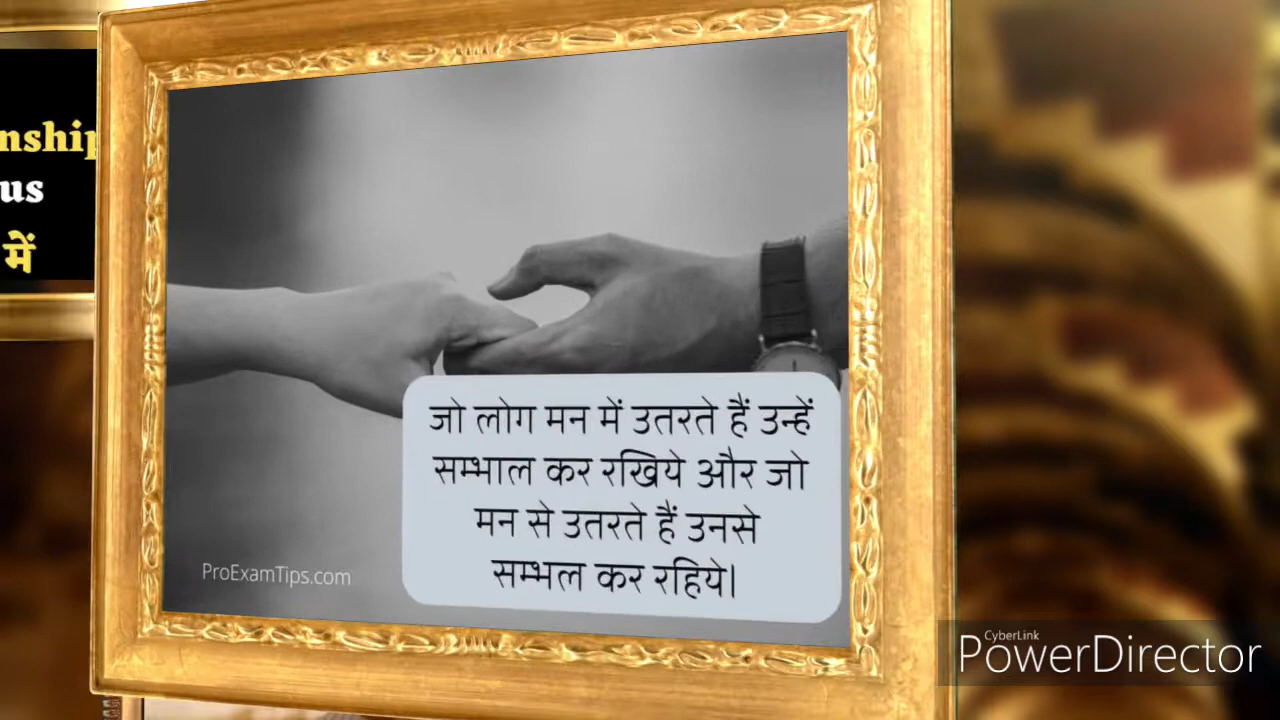 nship
us
में
जो लोग मन में उतरते हैं उन्हें
सम्भाल कर रखिये और जो
मन से उतरते हैं उनसे
सम्भल कर रहिये।
ProExamTips.com
CyberLink
PowerDirector